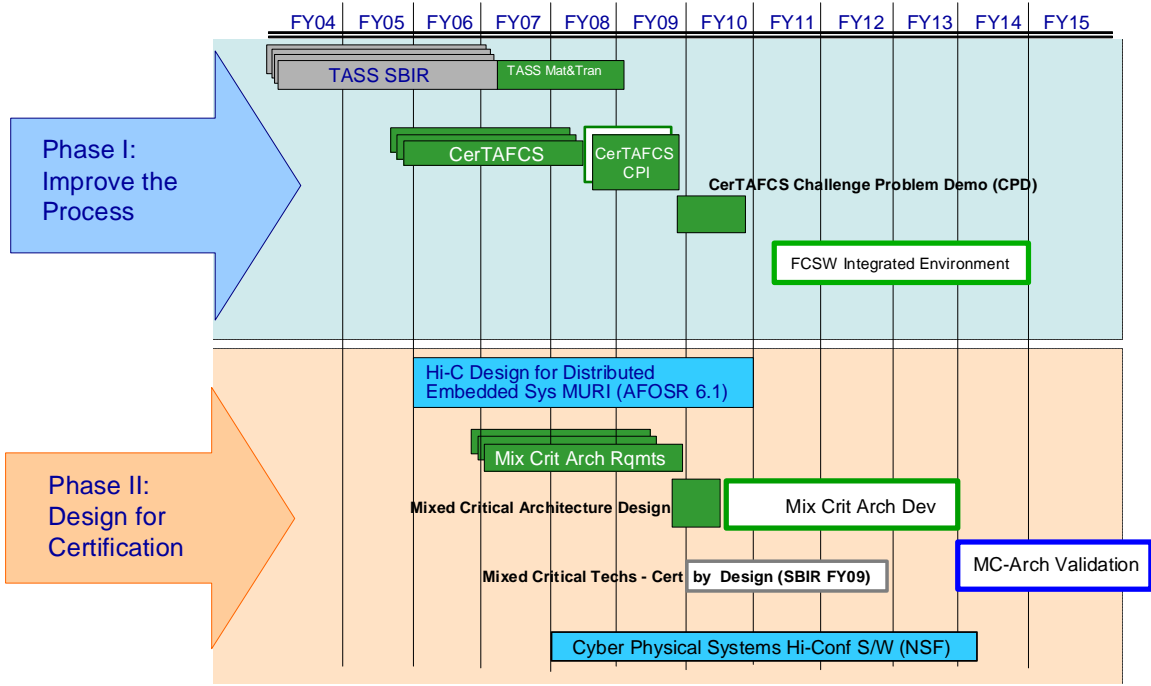 FY04 FY05 FY06 FY07 FY08 FY09 FY10 FY11 FY12 FY13 FY14 FY15
Phase I:
Improve the
Process
TASS SBIR
TASS Mat&Tran
CerTAFCS
CerTAFCS
CPI
CerTAFCS Challenge Problem Demo (CPD)
FCSW Integrated Environment
Phase II:
Design for
Certification
Hi-C Design for Distributed
Embedded Sys MURI (AFOSR 6.1)
Mix Crit Arch Rqmts
Mixed Critical Architecture Design
Mix Crit Arch Dev
Mixed Critical Techs - Cert by Design (SBIR FY09)
MC-Arch Validation
Cyber Physical Systems Hi-Conf S/W (NSF)